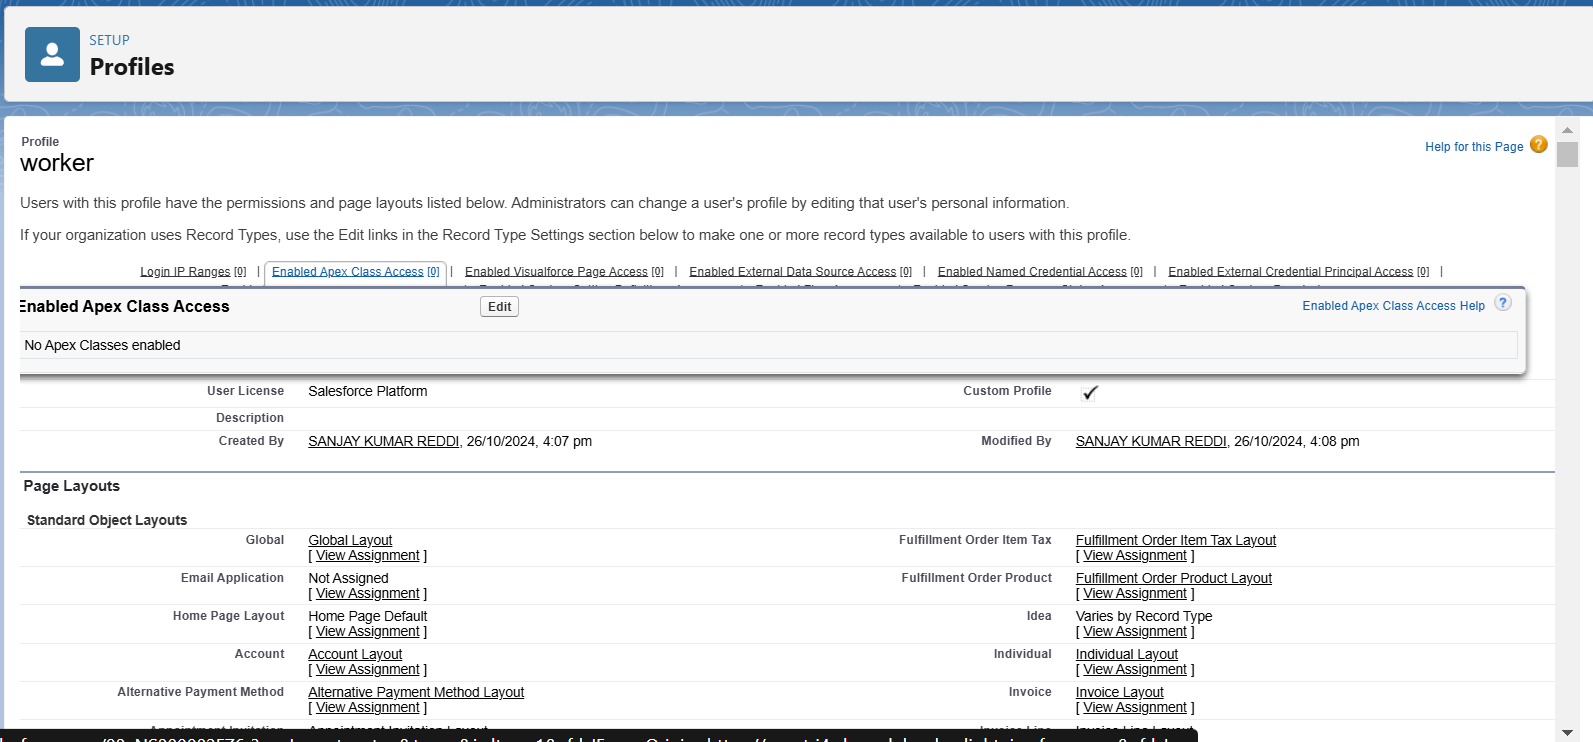 SETUP
Profiles
Profile
worker
Help for this Page ?
Users with this profile have the permissions and page layouts listed below. Administrators can change a user's profile by editing that user's personal information.
If your organization uses Record Types, use the Edit links in the Record Type Settings section below to make one or more record types available to users with this profile.
Login IP Ranges [0] | Enabled Apex Class Access [0] | Enabled Visualforce Page Access [0] | Enabled External Data Source Access [0] | Enabled Named Credential Access [0] | Enabled External Credential Principal Access [0] |
Enabled Apex Class Access Edit Enabled Apex Class Access Help ?
No Apex Classes enabled
User License Salesforce Platform Custom Profile
Description
Created By SANJAY KUMAR REDDI, 26/10/2024, 4:07 pm Modified By SANJAY KUMAR REDDI, 26/10/2024, 4:08 pm
Page Layouts
Standard Object Layouts
Global Global Layout Fulfillment Order Item Tax Fulfillment Order Item Tax Layout
[ View Assignment ] [ View Assignment ]
Email Application Not Assigned Fulfillment Order Product Fulfillment Order Product Layout
[ View Assignment ] [ View Assignment ]
Home Page Layout Home Page Default Idea Varies by Record Type
[ View Assignment ] [ View Assignment ]
Account Account Layout Individual Individual Layout
[ View Assignment ] [ View Assignment ]
Alternative Payment Method Alternative Payment Method Layout Invoice Invoice Layout
[ View Assignment ] [ View Assignment ]
Appointment Invitation Appointment Invitation Layout Invoice Line Invoice Line Layout